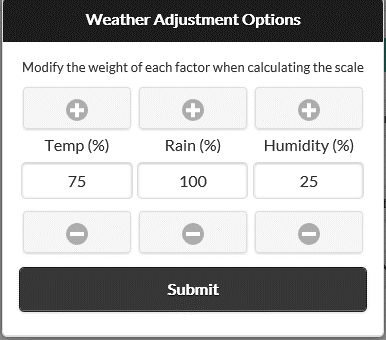 Weather Adjustment Options
Modify the weight of each factor when calculating the scale
Temp (%) Rain (%) Humidity (%)
75 100 25
Submit